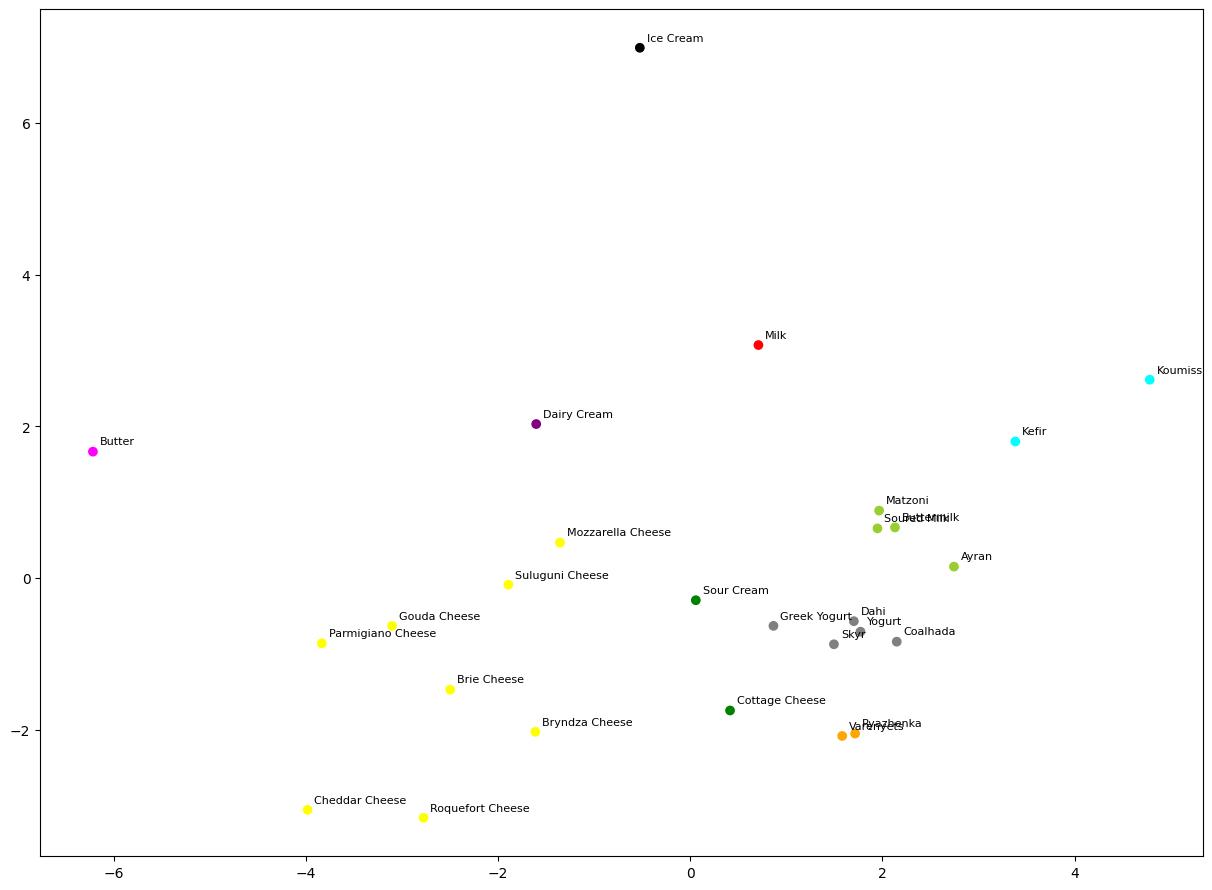 Ice Cream
6
4
Milk
Koumiss
Dairy Cream
2
Butter
Kefir
Matzoni
Soured Milk
Buttermilk
Mozzarella Cheese
Ayran
0
Suluguni Cheese
Sour Cream
Gouda Cheese
Greek Yogurt
Dahi
Yogurt
Parmigiano Cheese
Skyr
Coalhada
Brie Cheese
Cottage Cheese
Bryndza Cheese
Varenyets
Ryazhenka
−2
Cheddar Cheese
Roquefort Cheese
−6
−4
−2
0
2
4